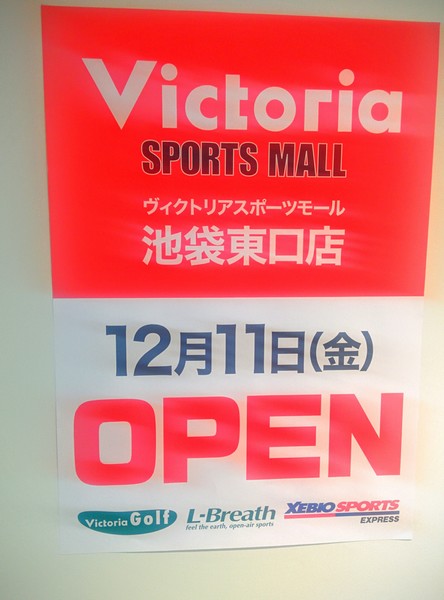 Victoria
SPORTS MALL
ヴィクトリアスポーツモール
池袋東口店
12月11日(金)
OPEN
Victoria Golf
L-Breath
feel the earth, open-air sports
XEBIO SPORTS
EXPRESS